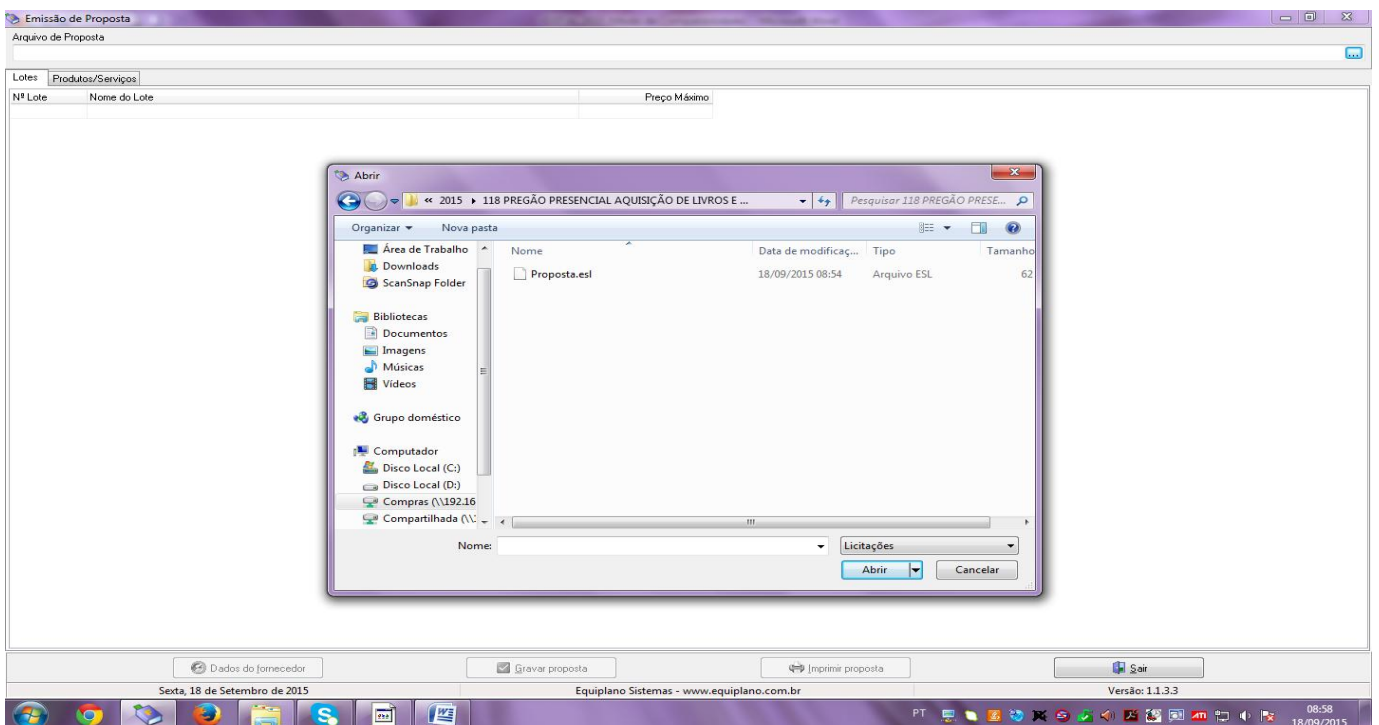 Emissão de Proposta
Arquivo de Proposta
Lotes Produtos/Serviços
Nº Lote Nome do Lote Preço Máximo
Abrir
« 2015 118 PREGÃO PRESENCIAL AQUISIÇÃO DE LIVROS E ... Pesquisar 118 PREGÃO PRESE...
Organizar Nova pasta
Área de Trabalho
Downloads
ScanSnap Folder
Bibliotecas
Documentos
Imagens
Músicas
Vídeos
Grupo doméstico
Computador
Disco Local (C:)
Disco Local (D:)
Compras (\\192.16
Compartilhada (\\
Nome Data de modificaç... Tipo Tamanho
Proposta.esl 18/09/2015 08:54 Arquivo ESL 62
Nome: Licitações
Abrir Cancelar
Dados do fornecedor Gravar proposta Imprimir proposta Sair
Sexta, 18 de Setembro de 2015 Equiplano Sistemas - www.equiplano.com.br Versão: 1.1.3.3
PT 08:58
18/09/2015